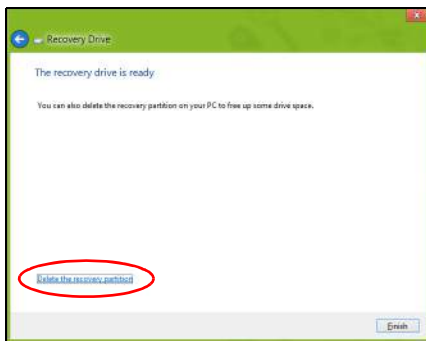 Recovery Drive
The recovery drive is ready
You can also delete the recovery partition on your PC to free up some drive space.
Delete the recovery partition
Finish